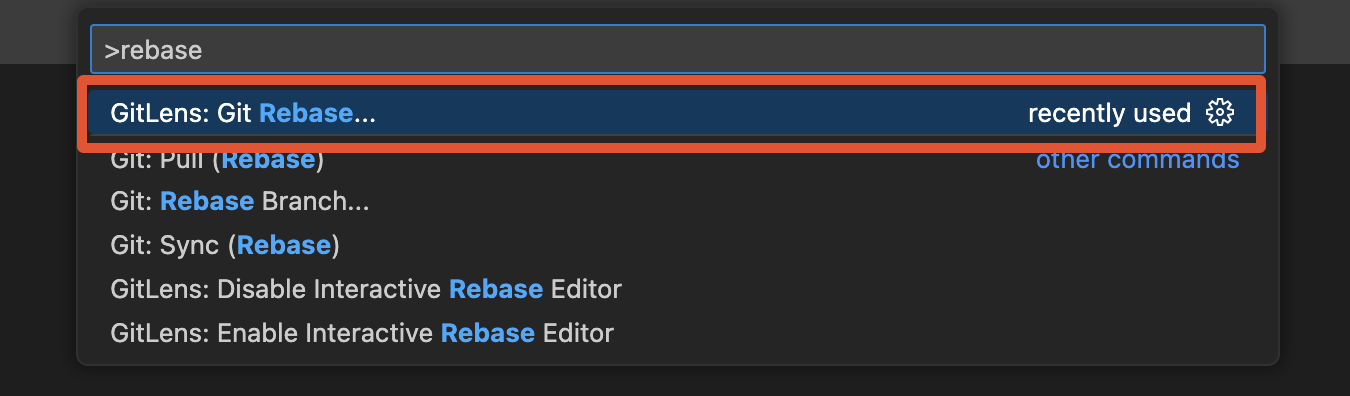 >rebase
GitLens: Git Rebase... recently used
Git: Pull (Rebase) other commands
Git: Rebase Branch...
Git: Sync (Rebase)
GitLens: Disable Interactive Rebase Editor
GitLens: Enable Interactive Rebase Editor